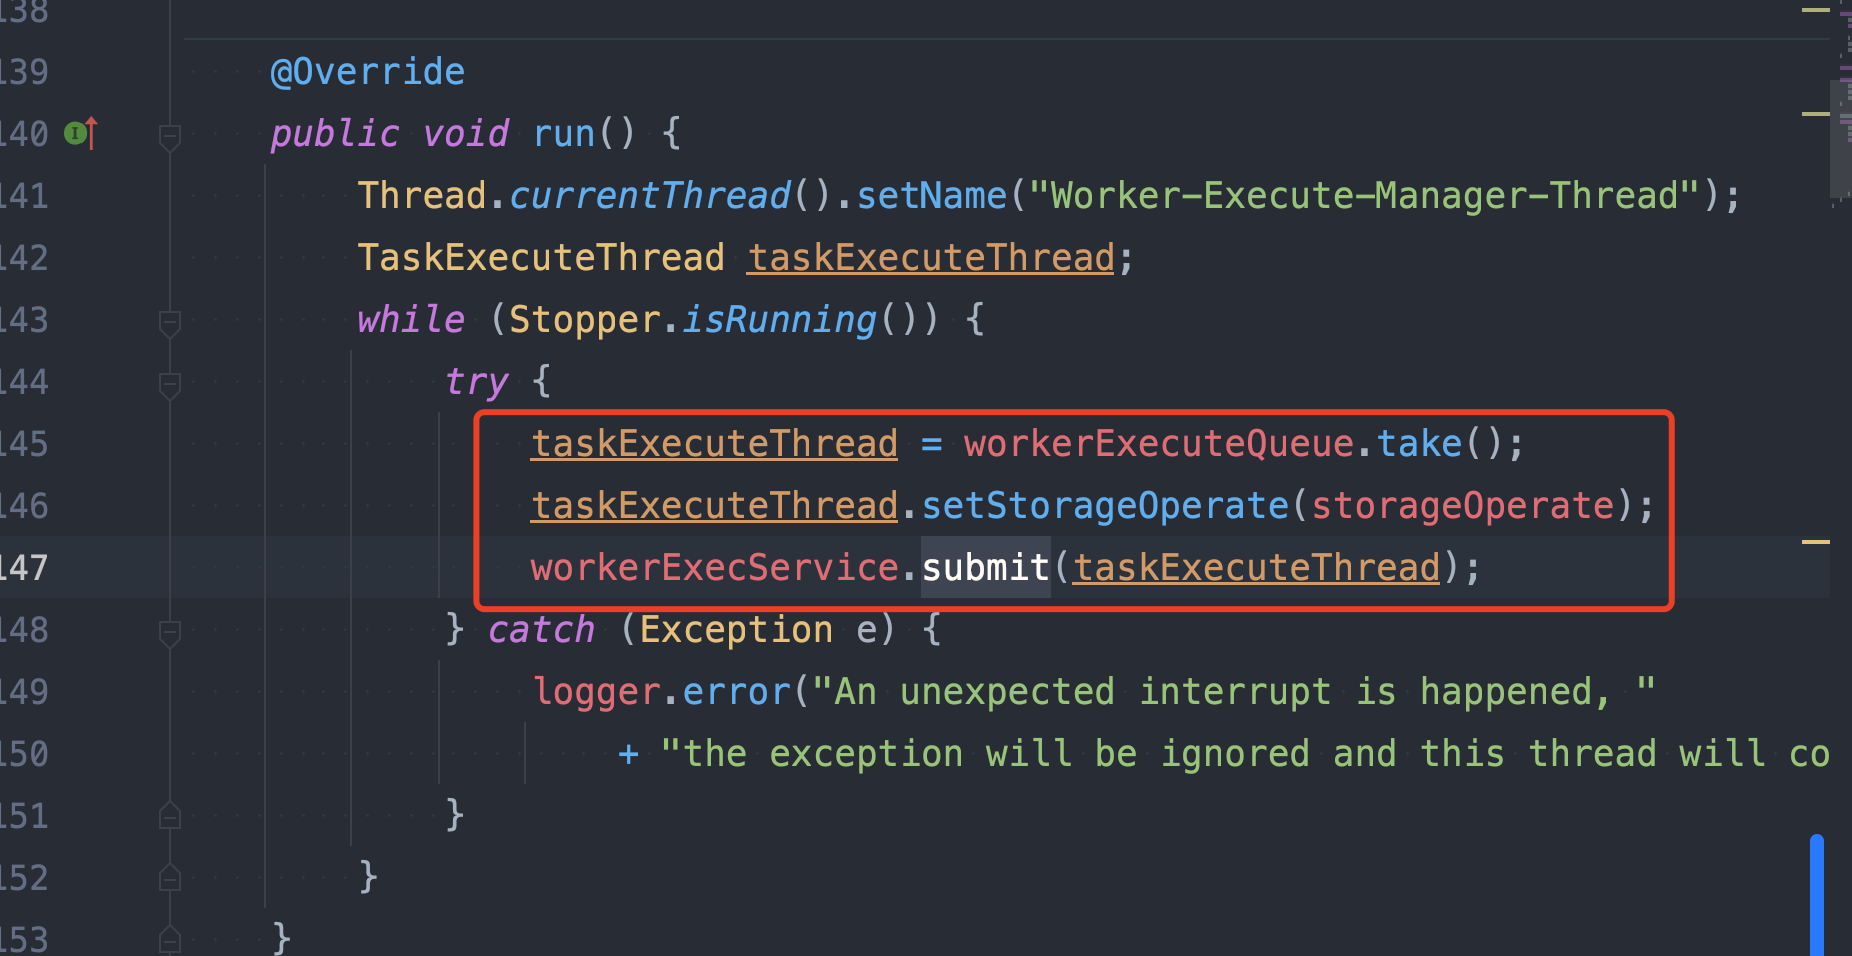 138
139 @Override
140 public void run() {
141 Thread.currentThread().setName("Worker-Execute-Manager-Thread");
142 TaskExecuteThread taskExecuteThread;
143 while (Stopper.isRunning()) {
144 try {
145 taskExecuteThread = workerExecuteQueue.take();
146 taskExecuteThread.setStorageOperate(storageOperate);
147 workerExecService.submit(taskExecuteThread);
148 } catch (Exception e) {
149 logger.error("An unexpected interrupt is happened, "
150 + "the exception will be ignored and this thread will co
151 }
152 }
153 }